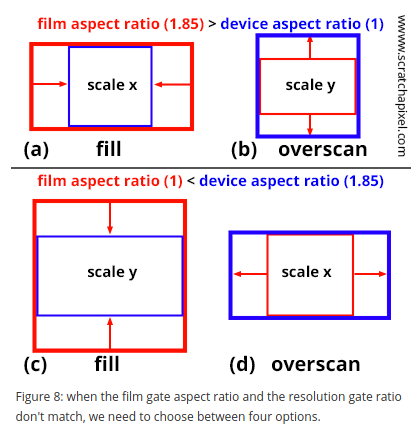 film aspect ratio (1.85) > device aspect ratio (1)
scale x
scale y
(a) fill
(b) overscan
www.scratchapixel.com
film aspect ratio (1) < device aspect ratio (1.85)
scale y
scale x
(c) fill
(d) overscan
Figure 8: when the film gate aspect ratio and the resolution gate ratio
don't match, we need to choose between four options.